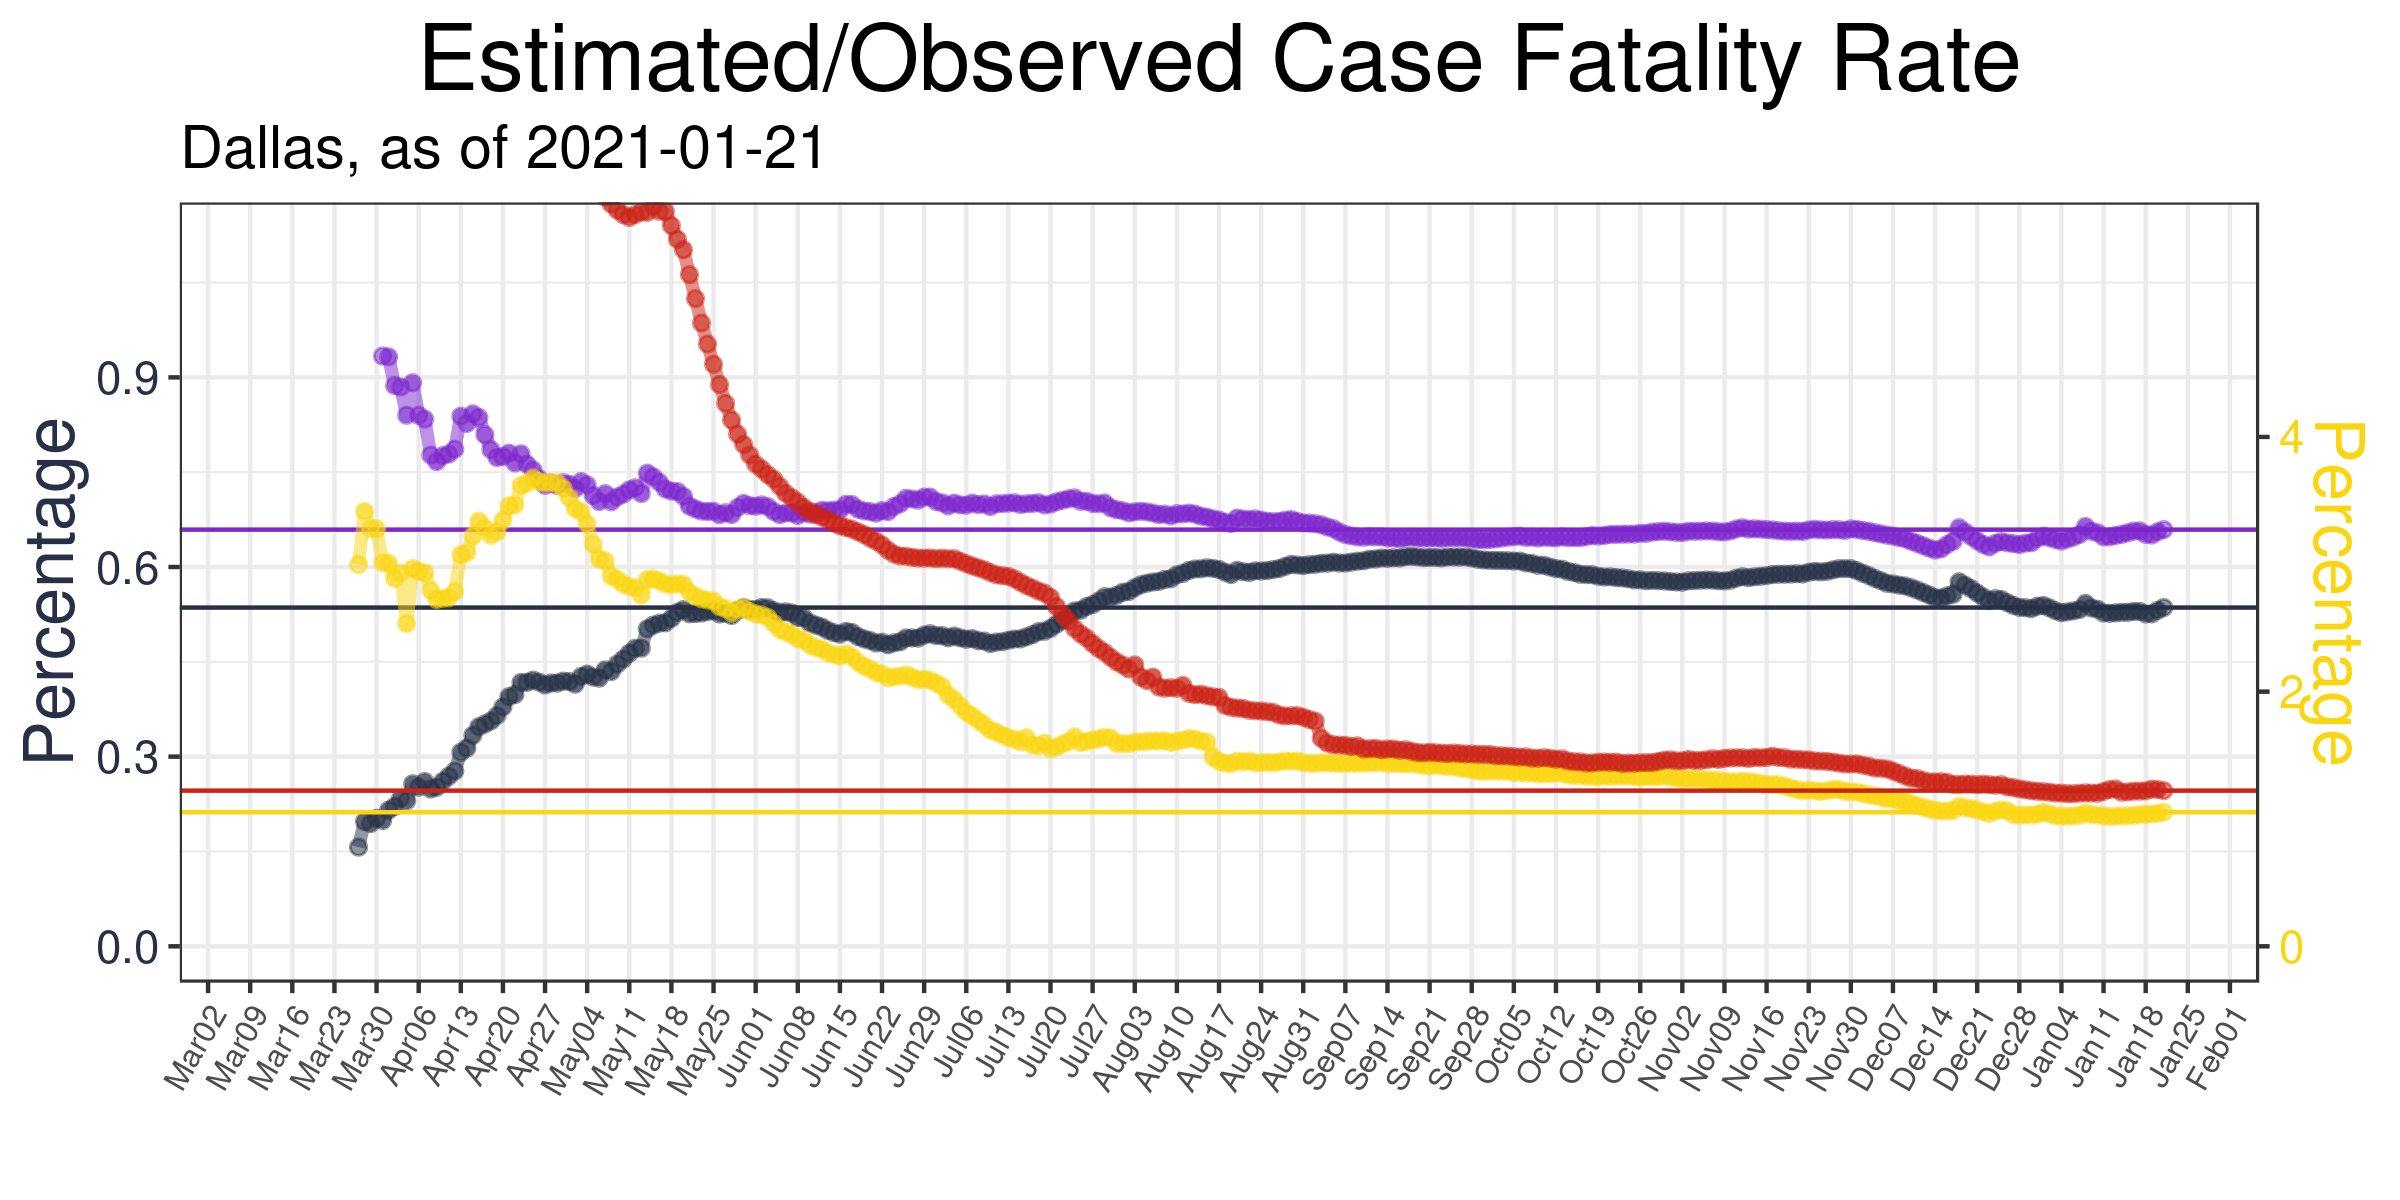 Estimated/Observed Case Fatality Rate
Dallas, as of 2021-01-21
Percentage
0.9
0.6
0.3
0.0
4
2
0
Percentage
Mar02
Mar09
Mar16
Mar23
Mar30
Apr06
Apr13
Apr20
Apr27
May04
May11
May18
May25
Jun01
Jun08
Jun15
Jun22
Jun29
Jul06
Jul13
Jul20
Jul27
Aug03
Aug10
Aug17
Aug24
Aug31
Sep07
Sep14
Sep21
Sep28
Oct05
Oct12
Oct19
Oct26
Nov02
Nov09
Nov16
Nov23
Nov30
Dec07
Dec14
Dec21
Dec28
Jan04
Jan11
Jan18
Jan25
Feb01